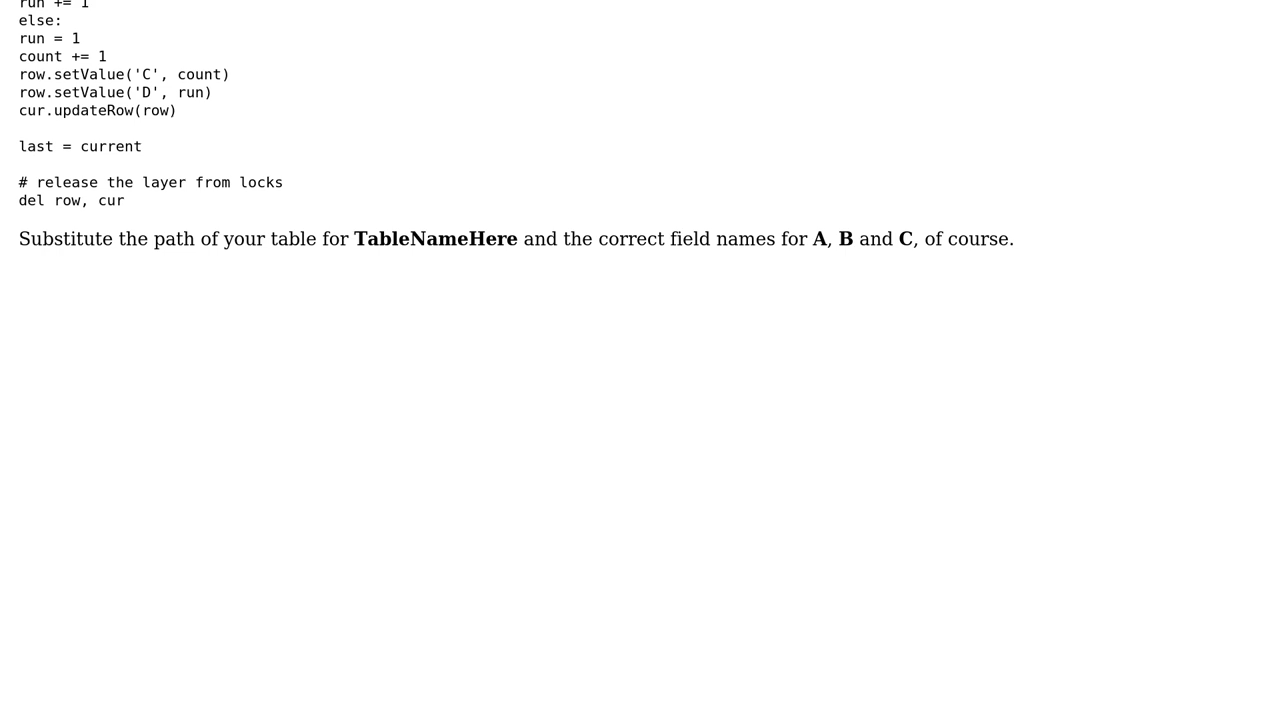 run += 1
else:
run = 1
count += 1
row.setValue('C', count)
row.setValue('D', run)
cur.updateRow(row)
last = current
# release the layer from locks
del row, cur
Substitute the path of your table for TableNameHere and the correct field names for A, B and C, of course.